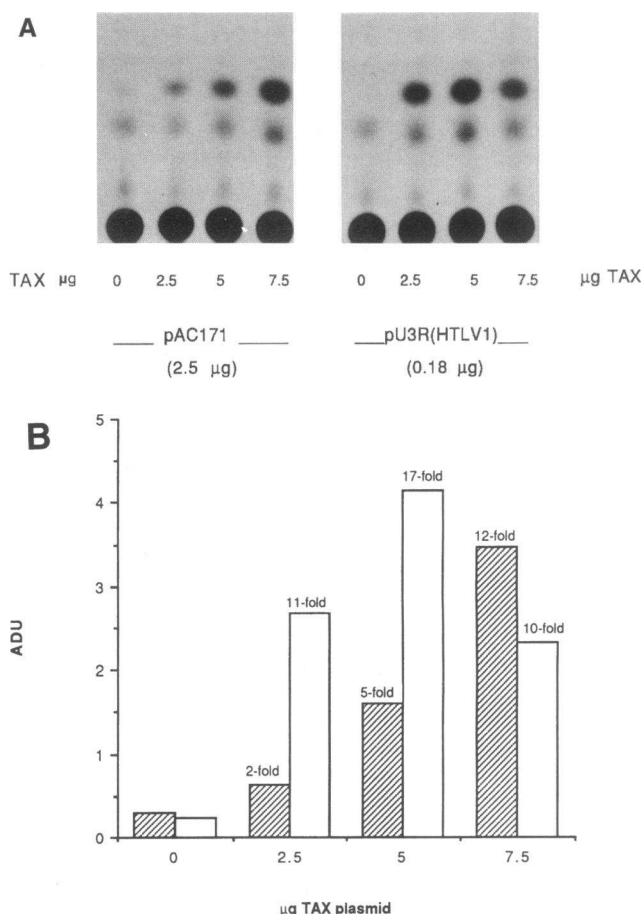 A
TAX µg 0 2.5 5 7.5 0 2.5 5 7.5 µg TAX
pAC171 pU3R(HTLV1)
(2.5 µg) (0.18 µg)
B
5
4
3
2
1
0
ADU
2-fold
11-fold
5-fold
17-fold
12-fold
10-fold
0 2.5 5 7.5
µg TAX plasmid